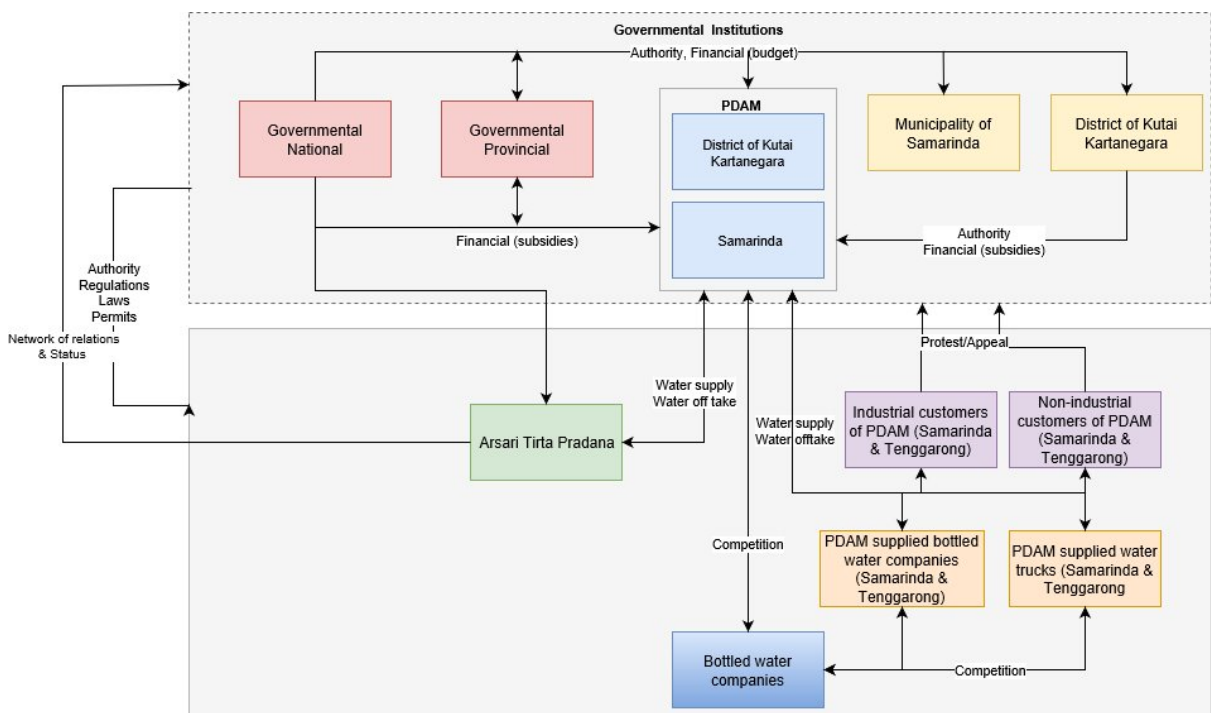 Governmental Institutions
Authority, Financial (budget)
Governmental
National
Governmental
Provincial
PDAM
District of Kutai
Kartanegara
Samarinda
Municipality of
Samarinda
District of Kutai
Kartanegara
Financial (subsidies)
Authority
Financial (subsidies)
Authority
Regulations
Laws
Permits
Network of relations
& Status
Protest/Appeal
Water supply
Water off take
Water supply
Water offtake
Arsari Tirta Pradana
Industrial customers
of PDAM (Samarinda
& Tenggarong)
Non-industrial
customers of PDAM
(Samarinda &
Tenggarong)
Competition
PDAM supplied bottled
water companies
(Samarinda &
Tenggarong)
PDAM supplied water
trucks (Samarinda &
Tenggarong
Bottled water
companies
Competition